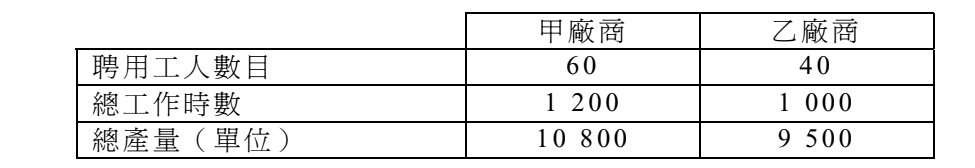 甲廠商 乙廠商
聘用工人數目 60 40
總工作時數 1 200 1 000
總產量（單位） 10 800 9 500